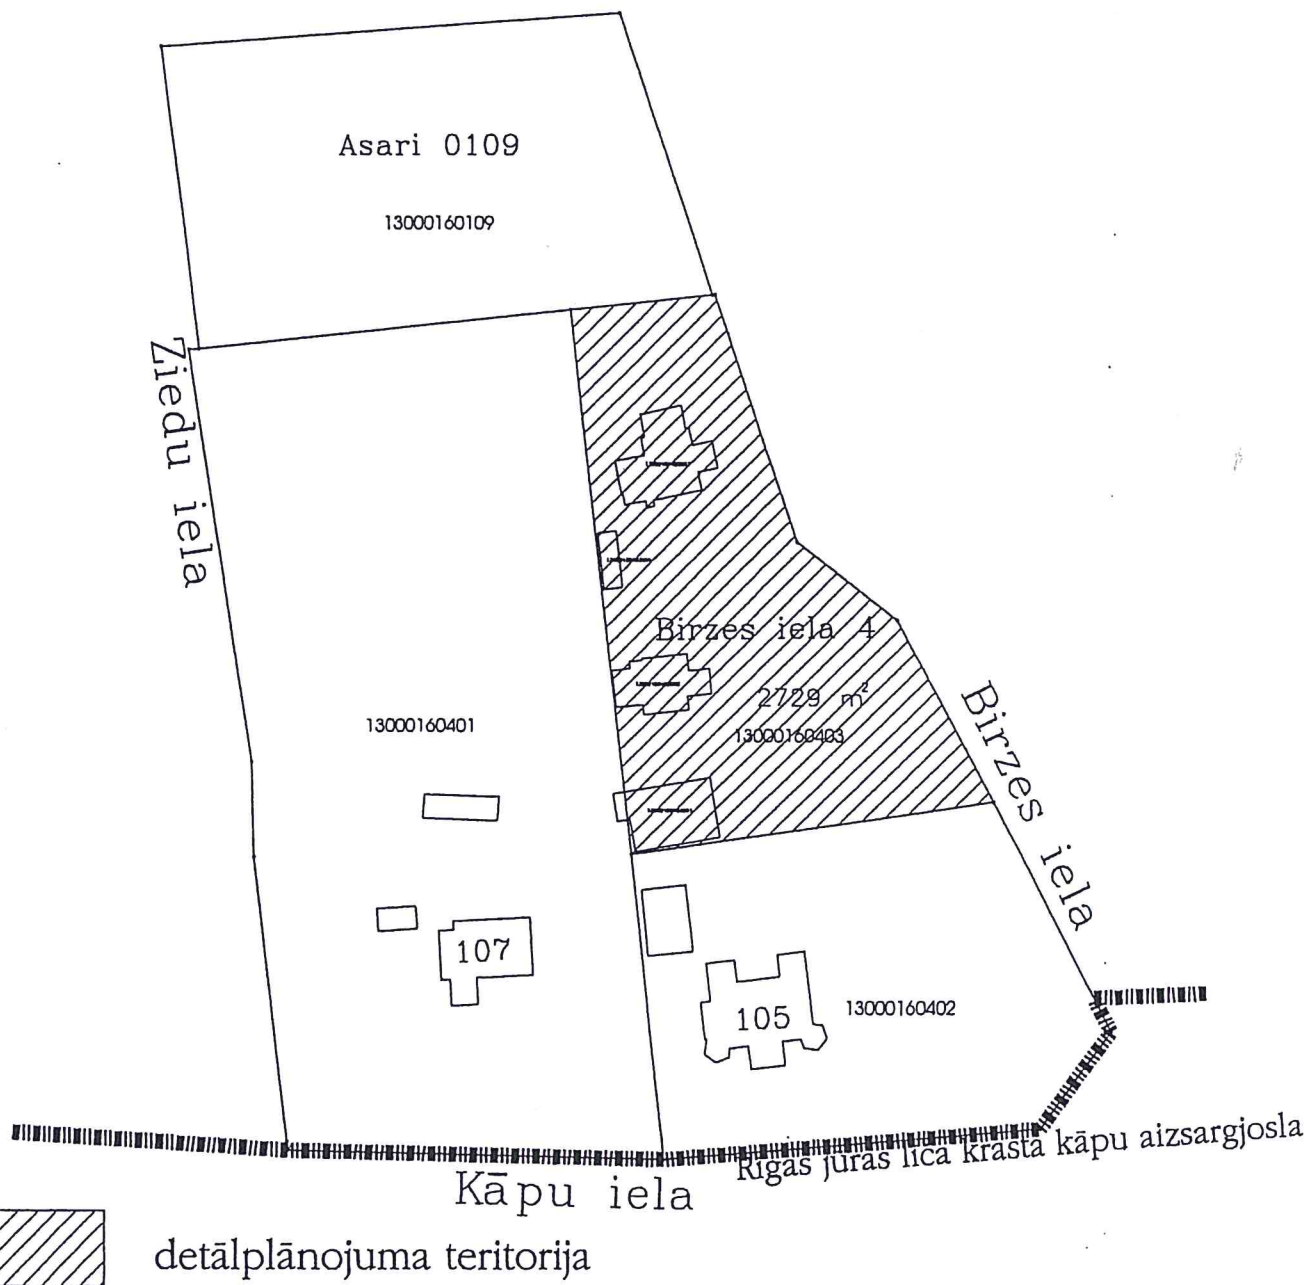 Asari 0109
13000160109
Ziedu iela
Birzes iela 4
2729 m²
13000160403
13000160401
Birzes iela
107
105
13000160402
Rīgas jūras līča krasta kāpu aizsargjosla
Kāpu iela
detālplānojuma teritorija